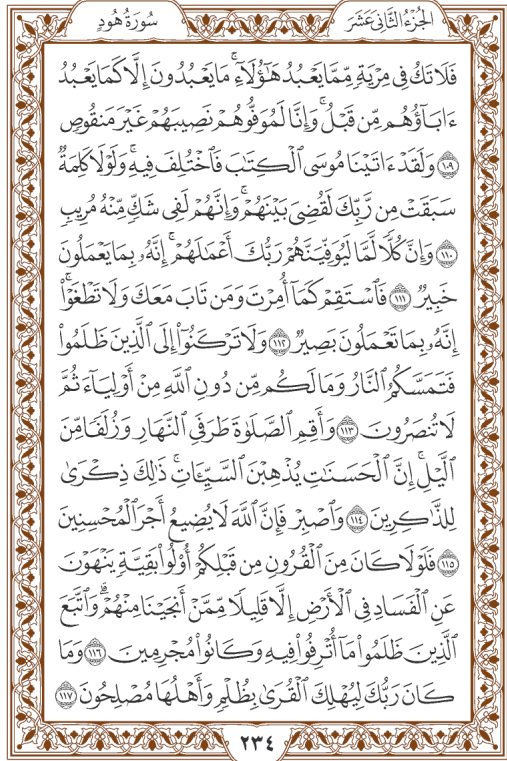 الجُزْءُ الثَّانِي عَشَرَ
سُورَةُ هُودٍ
فَلَا تَكُ فِي مِرْيَةٍ مِّمَّا يَعْبُدُ هَٰٓؤُلَآءِۚ مَا يَعْبُدُونَ إِلَّا كَمَا يَعْبُدُ
ءَابَآؤُهُم مِّن قَبْلُۚ وَإِنَّا لَمُوَفُّوهُمْ نَصِيبَهُمْ غَيْرَ مَنقُوصٍ
١٠٩ وَلَقَدْ ءَاتَيْنَا مُوسَى ٱلْكِتَٰبَ فَٱخْتُلِفَ فِيهِۚ وَلَوْلَا كَلِمَةٌ
سَبَقَتْ مِن رَّبِّكَ لَقُضِيَ بَيْنَهُمْۚ وَإِنَّهُمْ لَفِي شَكٍّ مِّنْهُ مُرِيبٍ
١١٠ وَإِنَّ كُلًّا لَّمَّا لَيُوَفِّيَنَّهُمْ رَبُّكَ أَعْمَٰلَهُمْۚ إِنَّهُۥ بِمَا يَعْمَلُونَ
خَبِيرٌ ١١١ فَٱسْتَقِمْ كَمَآ أُمِرْتَ وَمَن تَابَ مَعَكَ وَلَا تَطْغَوْا۟ۚ
إِنَّهُۥ بِمَا تَعْمَلُونَ بَصِيرٌ ١١٢ وَلَا تَرْكَنُوٓا۟ إِلَى ٱلَّذِينَ ظَلَمُوا۟
فَتَمَسَّكُمُ ٱلنَّارُ وَمَا لَكُم مِّن دُونِ ٱللَّهِ مِنْ أَوْلِيَآءَ ثُمَّ
لَا تُنصَرُونَ ١١٣ وَأَقِمِ ٱلصَّلَوٰةَ طَرَفَيِ ٱلنَّهَارِ وَزُلَفًا مِّنَ
ٱلَّيْلِۚ إِنَّ ٱلْحَسَنَٰتِ يُذْهِبْنَ ٱلسَّيِّـَٔاتِۚ ذَٰلِكَ ذِكْرَىٰ
لِلذَّٰكِرِينَ ١١٤ وَٱصْبِرْ فَإِنَّ ٱللَّهَ لَا يُضِيعُ أَجْرَ ٱلْمُحْسِنِينَ
١١٥ فَلَوْلَا كَانَ مِنَ ٱلْقُرُونِ مِن قَبْلِكُمْ أُو۟لُوا۟ بَقِيَّةٍ يَنْهَوْنَ
عَنِ ٱلْفَسَادِ فِي ٱلْأَرْضِ إِلَّا قَلِيلًا مِّمَّنْ أَنجَيْنَا مِنْهُمْۗ وَٱتَّبَعَ
ٱلَّذِينَ ظَلَمُوا۟ مَآ أُتْرِفُوا۟ فِيهِ وَكَانُوا۟ مُجْرِمِينَ ١١٦ وَمَا
كَانَ رَبُّكَ لِيُهْلِكَ ٱلْقُرَىٰ بِظُلْمٍ وَأَهْلُهَا مُصْلِحُونَ ١١٧
٢٣٤